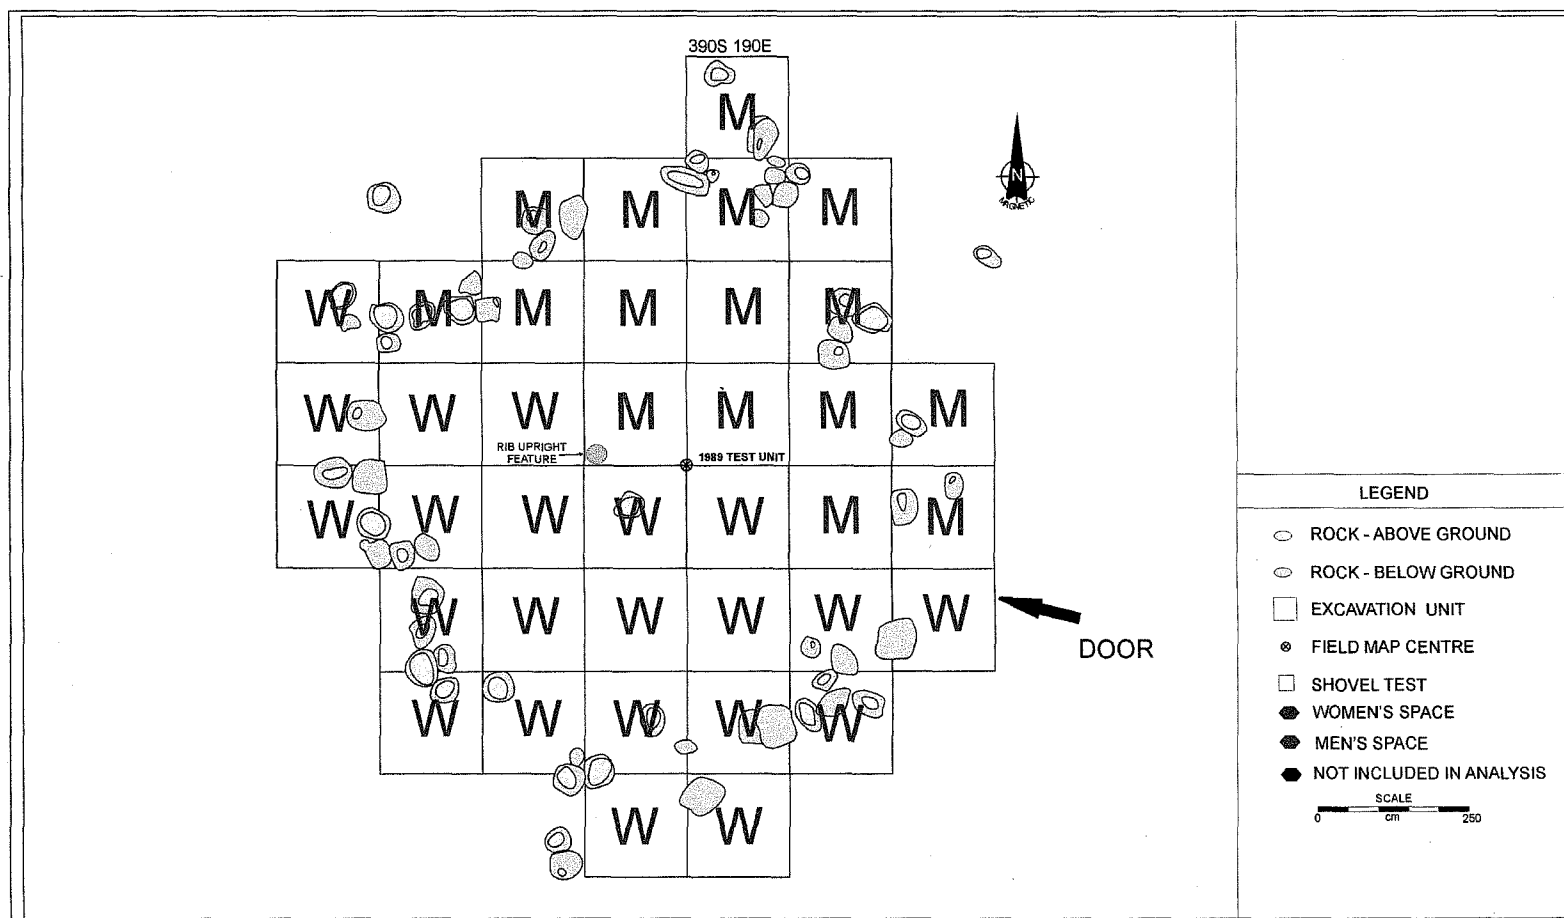 390S 190E
M
M M M M
N
MAGNETIC
W M M M M M
W W W M M M M
RIB UPRIGHT
FEATURE
1989 TEST UNIT
W W W W W M M
W W W W W W
DOOR
W W W W W
W W
LEGEND
ROCK - ABOVE GROUND
ROCK - BELOW GROUND
EXCAVATION UNIT
FIELD MAP CENTRE
SHOVEL TEST
WOMEN'S SPACE
MEN'S SPACE
NOT INCLUDED IN ANALYSIS
SCALE
0 cm 250